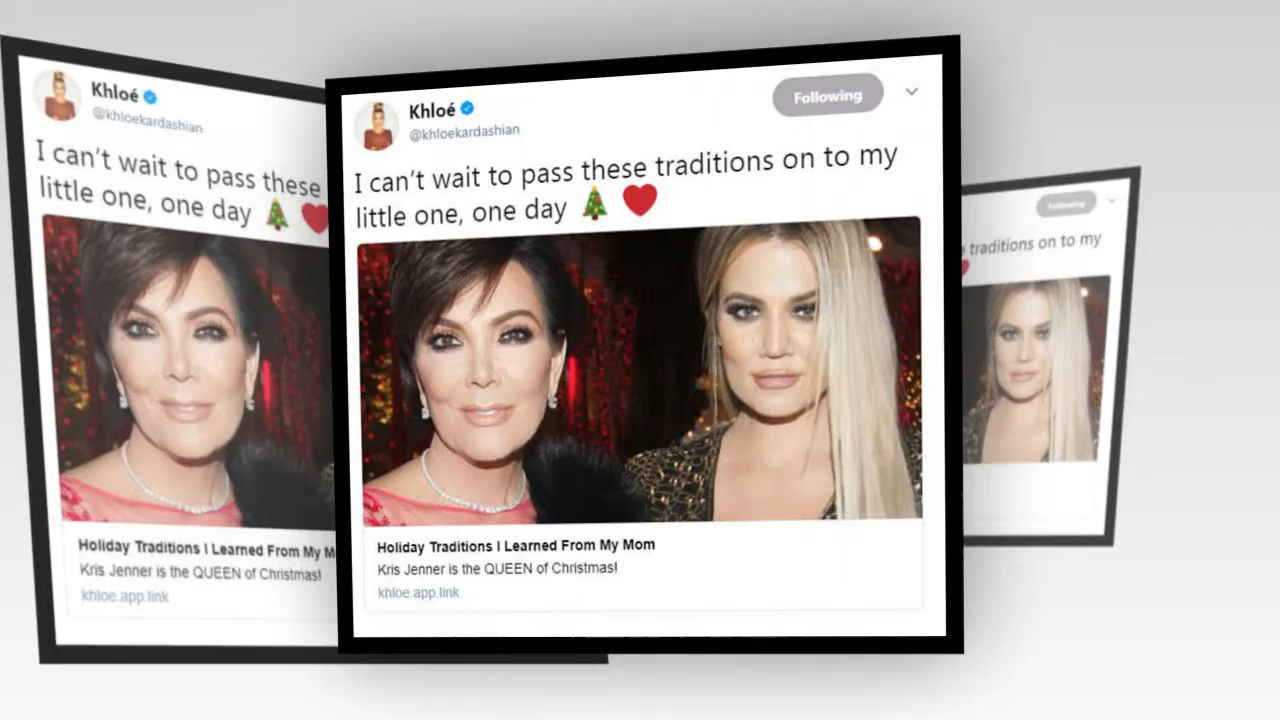 Khloé
@khloekardashian
I can't wait to pass these
little one, one day 🎄 ❤
Holiday Traditions I Learned From My M
Kris Jenner is the QUEEN of Christmas!
khloe.app.link
Khloé
@khloekardashian
Following
I can't wait to pass these traditions on to my
little one, one day 🎄 ❤
Holiday Traditions I Learned From My Mom
Kris Jenner is the QUEEN of Christmas!
khloe.app.link
Following
traditions on to my